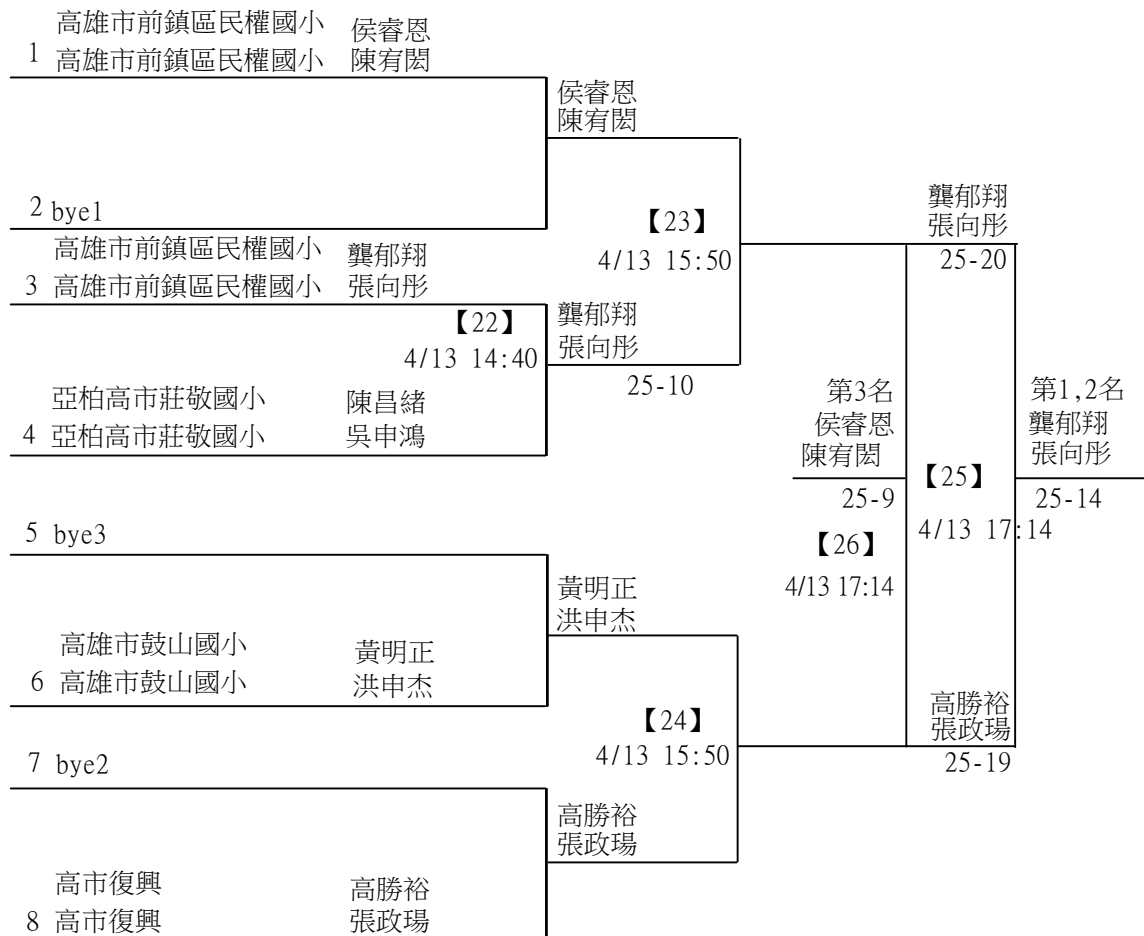 高雄市前鎮區民權國小 侯睿恩
1 高雄市前鎮區民權國小 陳宥閎
侯睿恩
陳宥閎
2 bye1
【23】
4/13 15:50
龔郁翔
張向彤
25-20
高雄市前鎮區民權國小 龔郁翔
3 高雄市前鎮區民權國小 張向彤
【22】
4/13 14:40
龔郁翔
張向彤
25-10
亞柏高市莊敬國小 陳昌緒
4 亞柏高市莊敬國小 吳申鴻
第3名
侯睿恩
陳宥閎
25-9
【26】
4/13 17:14
【25】
4/13 17:14
第1,2名
龔郁翔
張向彤
25-14
5 bye3
黃明正
洪申杰
高雄市鼓山國小 黃明正
6 高雄市鼓山國小 洪申杰
【24】
4/13 15:50
高勝裕
張政瑒
25-19
7 bye2
高勝裕
張政瑒
高市復興 高勝裕
8 高市復興 張政瑒